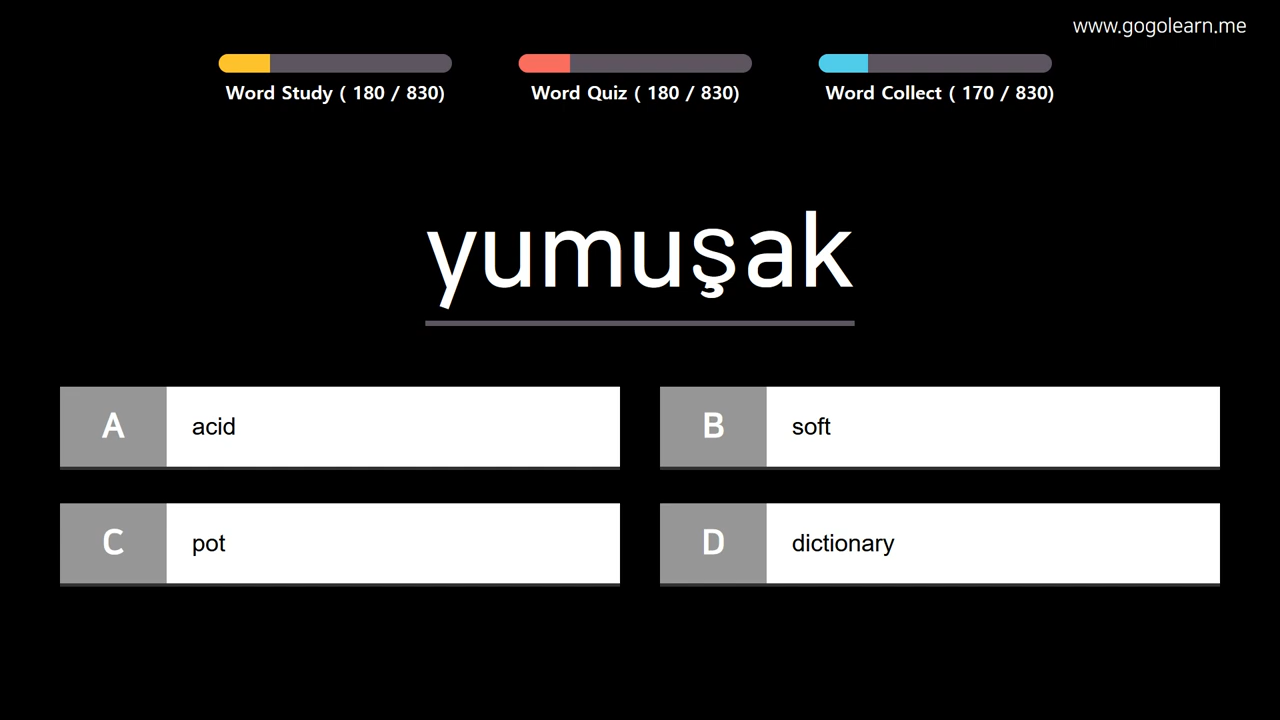 www.gogolearn.me
Word Study ( 180 / 830)
Word Quiz ( 180 / 830)
Word Collect ( 170 / 830)
yumuşak
A acid
B soft
C pot
D dictionary